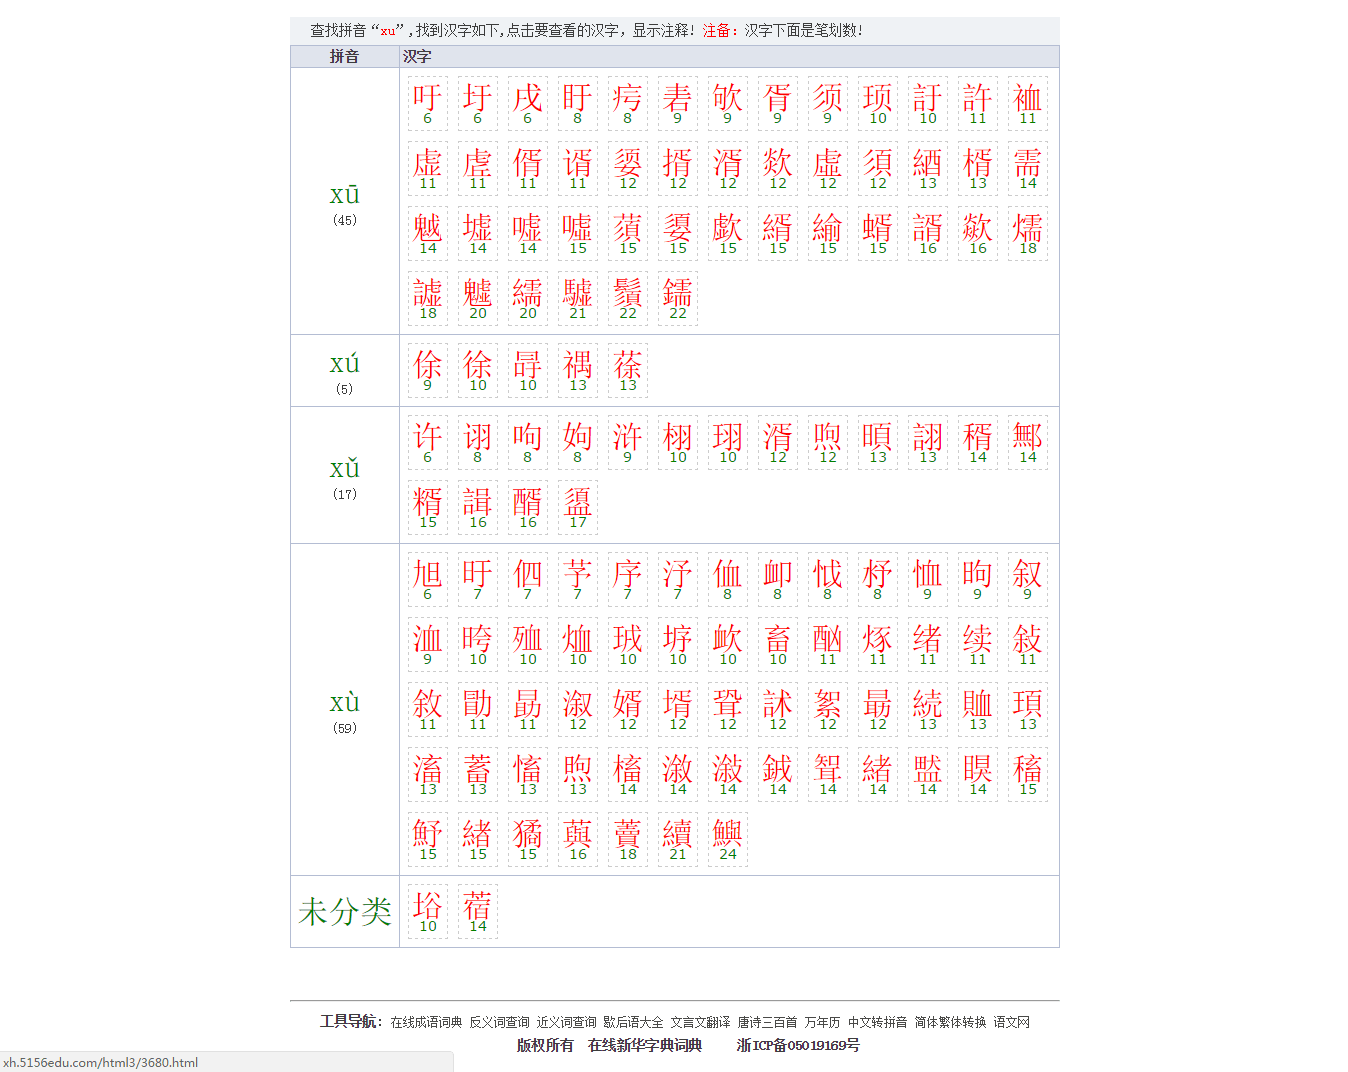 查找拼音“xu”,找到汉字如下,点击要查看的汉字，显示注释! 注备：汉字下面是笔划数!
拼音 汉字
xū
(45)
吁 圩 戌 盱 疞 砉 欨 胥 须 顼 訏 許 裇
6 6 6 8 8 9 9 9 9 10 10 11 11
虚 虗 偦 谞 媭 揟 湑 欻 虛 須 緧 楈 需
11 11 11 11 12 12 12 12 12 12 13 13 14
魆 墟 嘘 噓 蕦 嬃 歔 縃 緰 蝑 諝 歘 燸
14 14 14 15 15 15 15 15 15 15 16 16 18
譃 魖 繻 驉 鬚 鑐
18 20 20 21 22 22
xú
(5)
俆 徐 冔 禑 蒣
9 10 10 13 13
xǔ
(17)
许 诩 呴 姁 浒 栩 珝 湑 喣 暊 詡 稰 鄦
6 8 8 8 9 10 10 12 12 13 13 14 14
糈 諿 醑 盨
15 16 16 17
xù
(59)
旭 旴 伵 芧 序 汿 侐 卹 怴 杼 恤 昫 叙
6 7 7 7 7 7 8 8 8 8 9 9 9
洫 晇 殈 烅 珬 垿 欰 畜 酗 烼 绪 续 敍
9 10 10 10 10 10 10 10 11 11 11 11 11
敘 勖 勗 溆 婿 壻 聓 訹 絮 朂 続 賉 頊
11 11 11 12 12 12 12 12 12 12 13 13 13
滀 蓄 慉 煦 槒 漵 潊 鉞 聟 緒 盢 瞁 稸
13 13 13 13 14 14 14 14 14 14 14 14 15
魣 緖 獝 藇 藚 續 鱮
15 15 15 16 18 21 24
未分类
垥 蓿
10 14
工具导航：在线成语词典 反义词查询 近义词查询 歇后语大全 文言文翻译 唐诗三百首 万年历 中文转拼音 简体繁体转换 语文网
版权所有 在线新华字典词典 浙ICP备05019169号
xh.5156edu.com/html3/3680.html